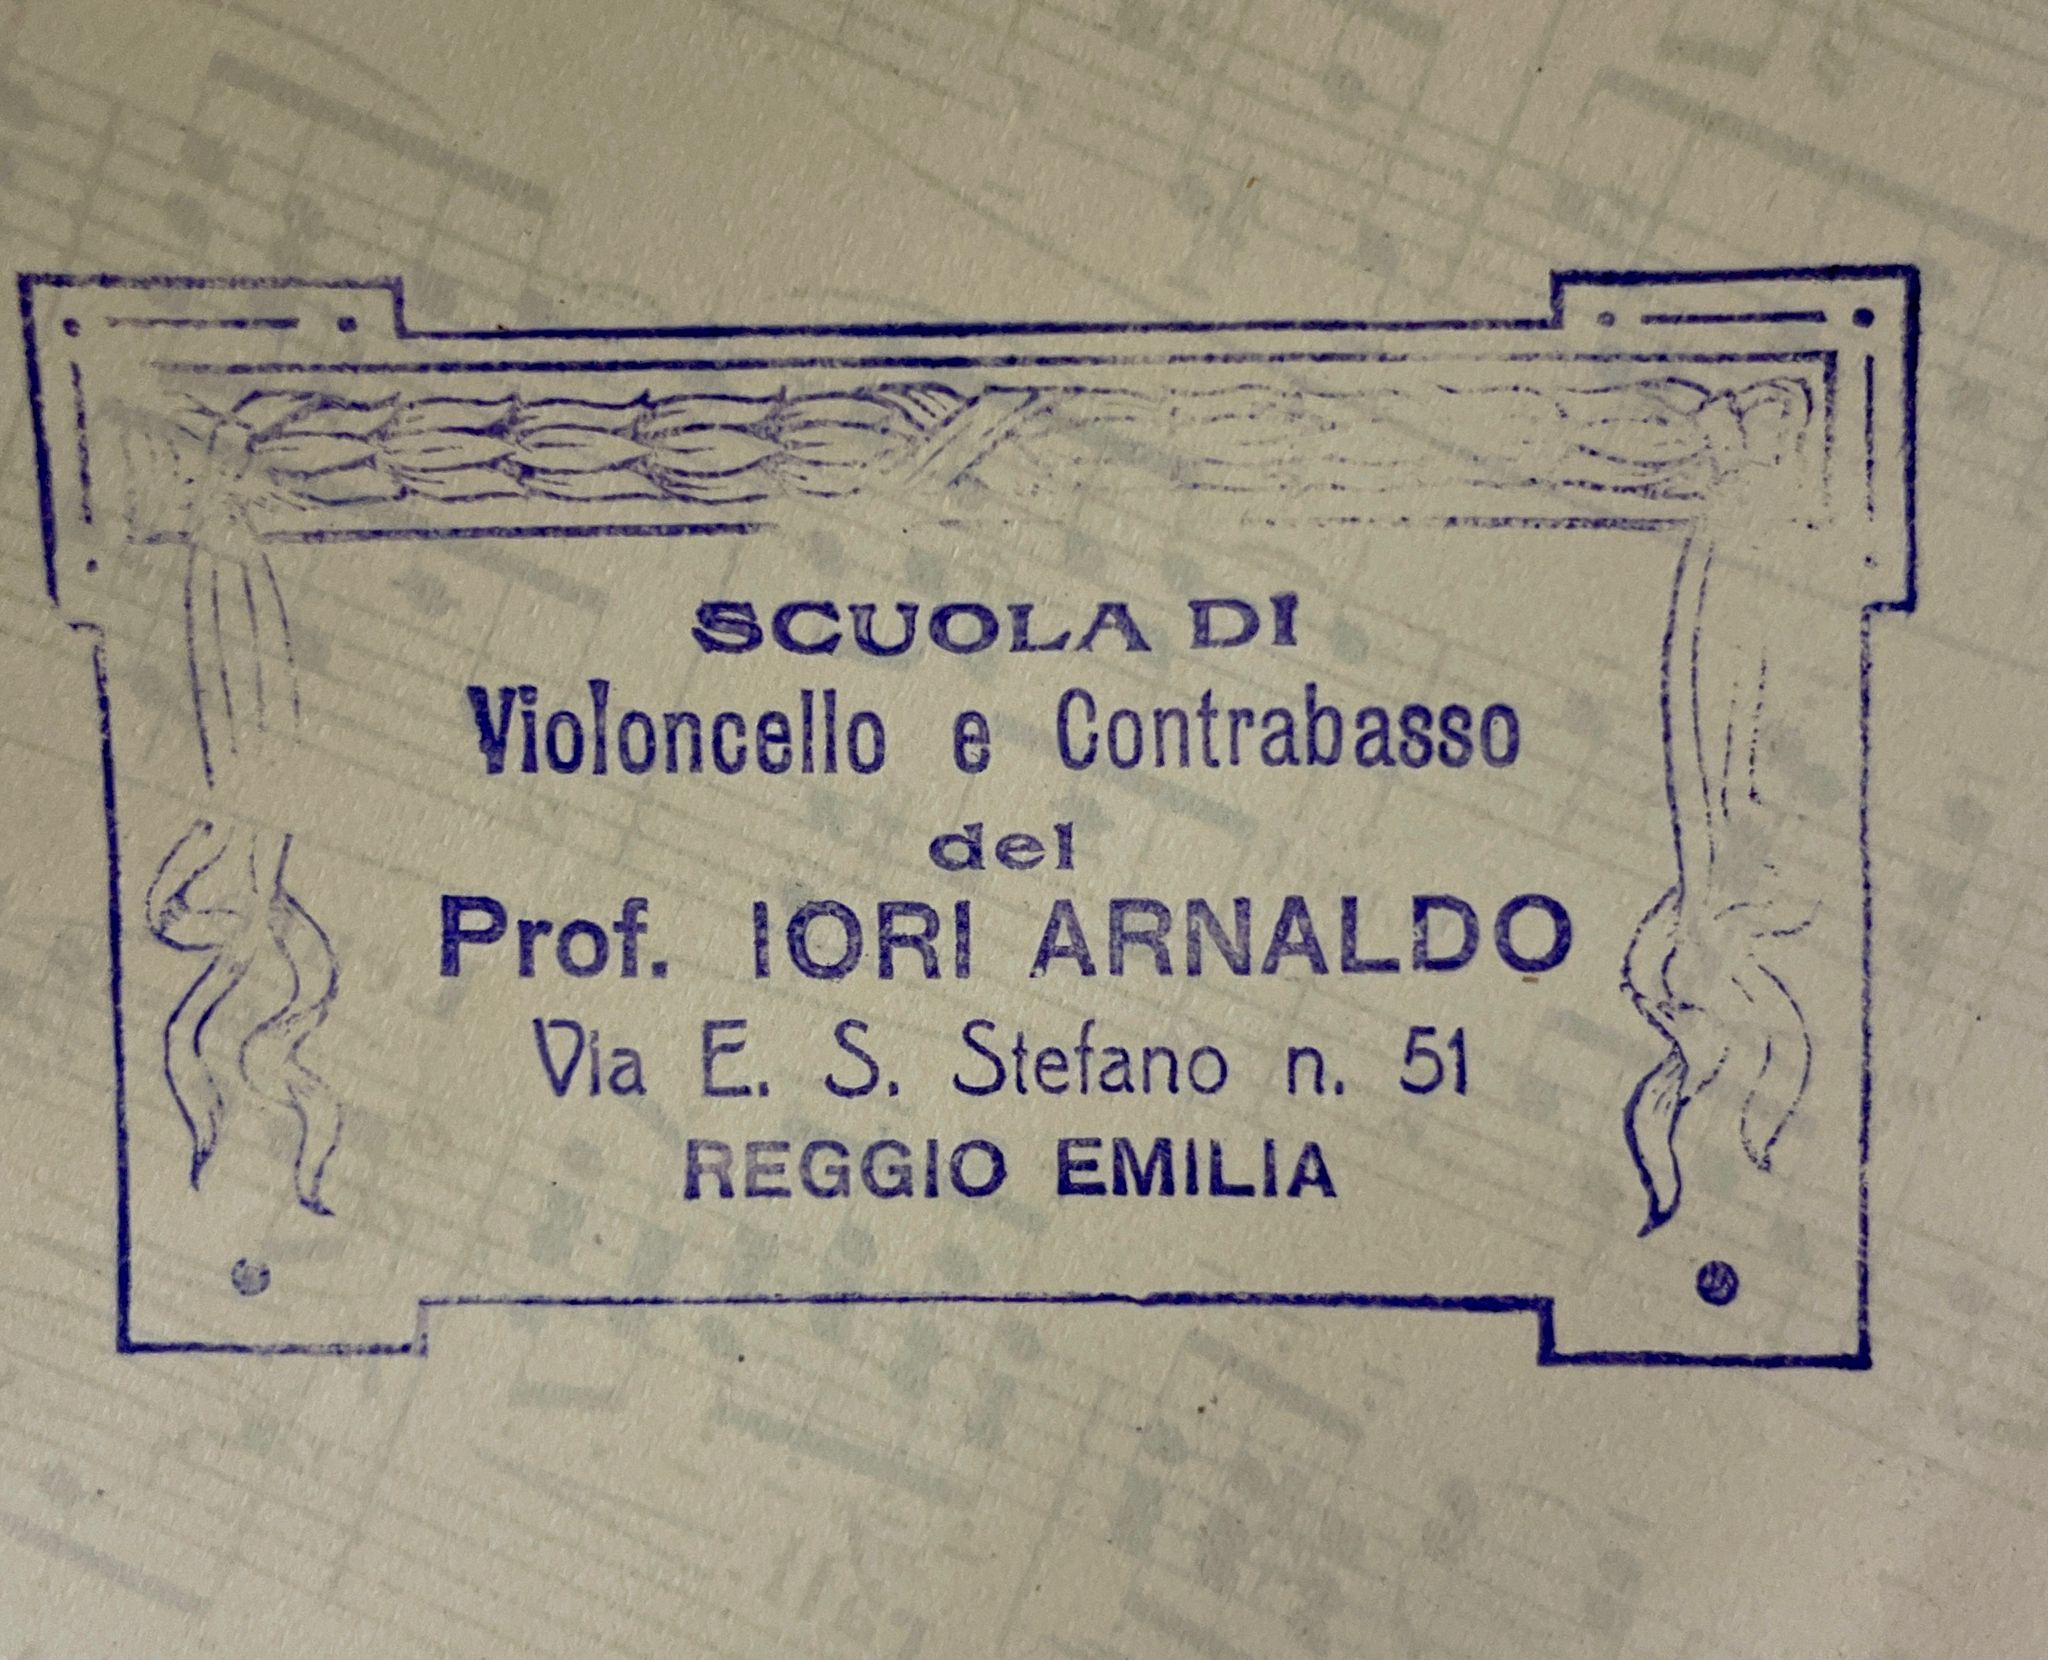 SCUOLA DI
Violoncello e Contrabasso
del
Prof. IORI ARNALDO
Via E. S. Stefano n. 51
REGGIO EMILIA